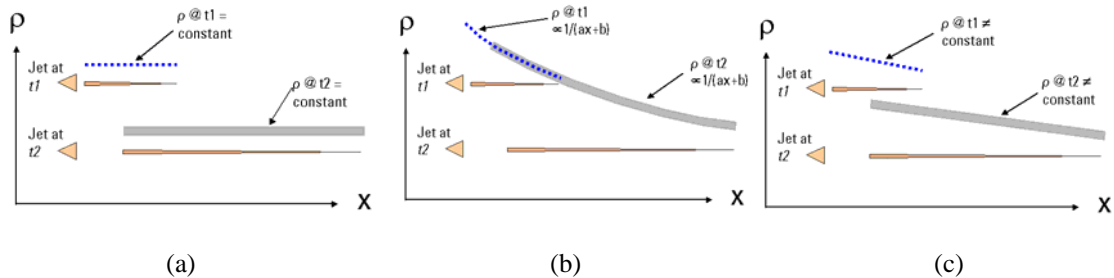 ρ
ρ @ t1 =
constant
Jet at
t1
ρ @ t2 =
constant
Jet at
t2
X
(a)
ρ
ρ @ t1
∝1/{ax+b}
Jet at
t1
ρ @ t2
∝1/{ax+b}
Jet at
t2
X
(b)
ρ
ρ @ t1 ≠
constant
Jet at
t1
ρ @ t2 ≠
constant
Jet at
t2
X
(c)